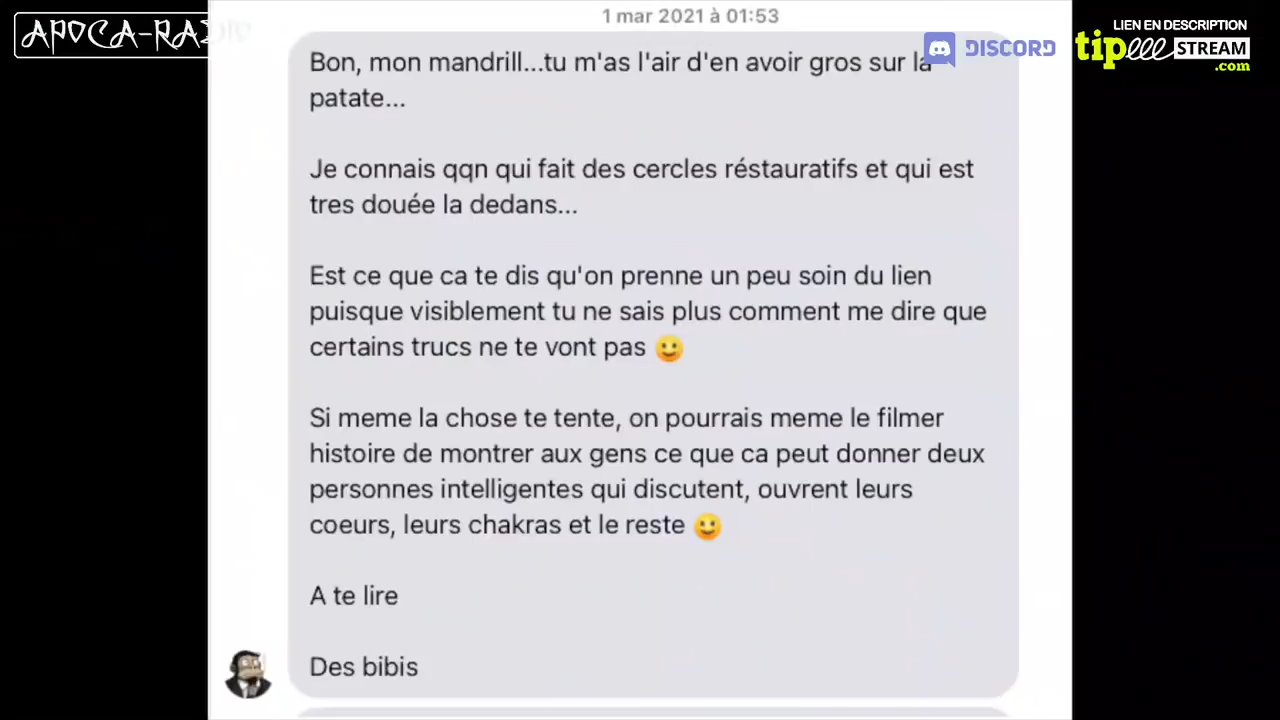 1 mar 2021 à 01:53
APOCA-RADIO
DISCORD
LIEN EN DESCRIPTION
tipeee STREAM
.com
Bon, mon mandrill...tu m'as l'air d'en avoir gros sur la
patate...
Je connais qqn qui fait des cercles réstauratifs et qui est
tres douée la dedans...
Est ce que ca te dis qu'on prenne un peu soin du lien
puisque visiblement tu ne sais plus comment me dire que
certains trucs ne te vont pas 🙂
Si meme la chose te tente, on pourrais meme le filmer
histoire de montrer aux gens ce que ca peut donner deux
personnes intelligentes qui discutent, ouvrent leurs
coeurs, leurs chakras et le reste 🙂
A te lire
Des bibis